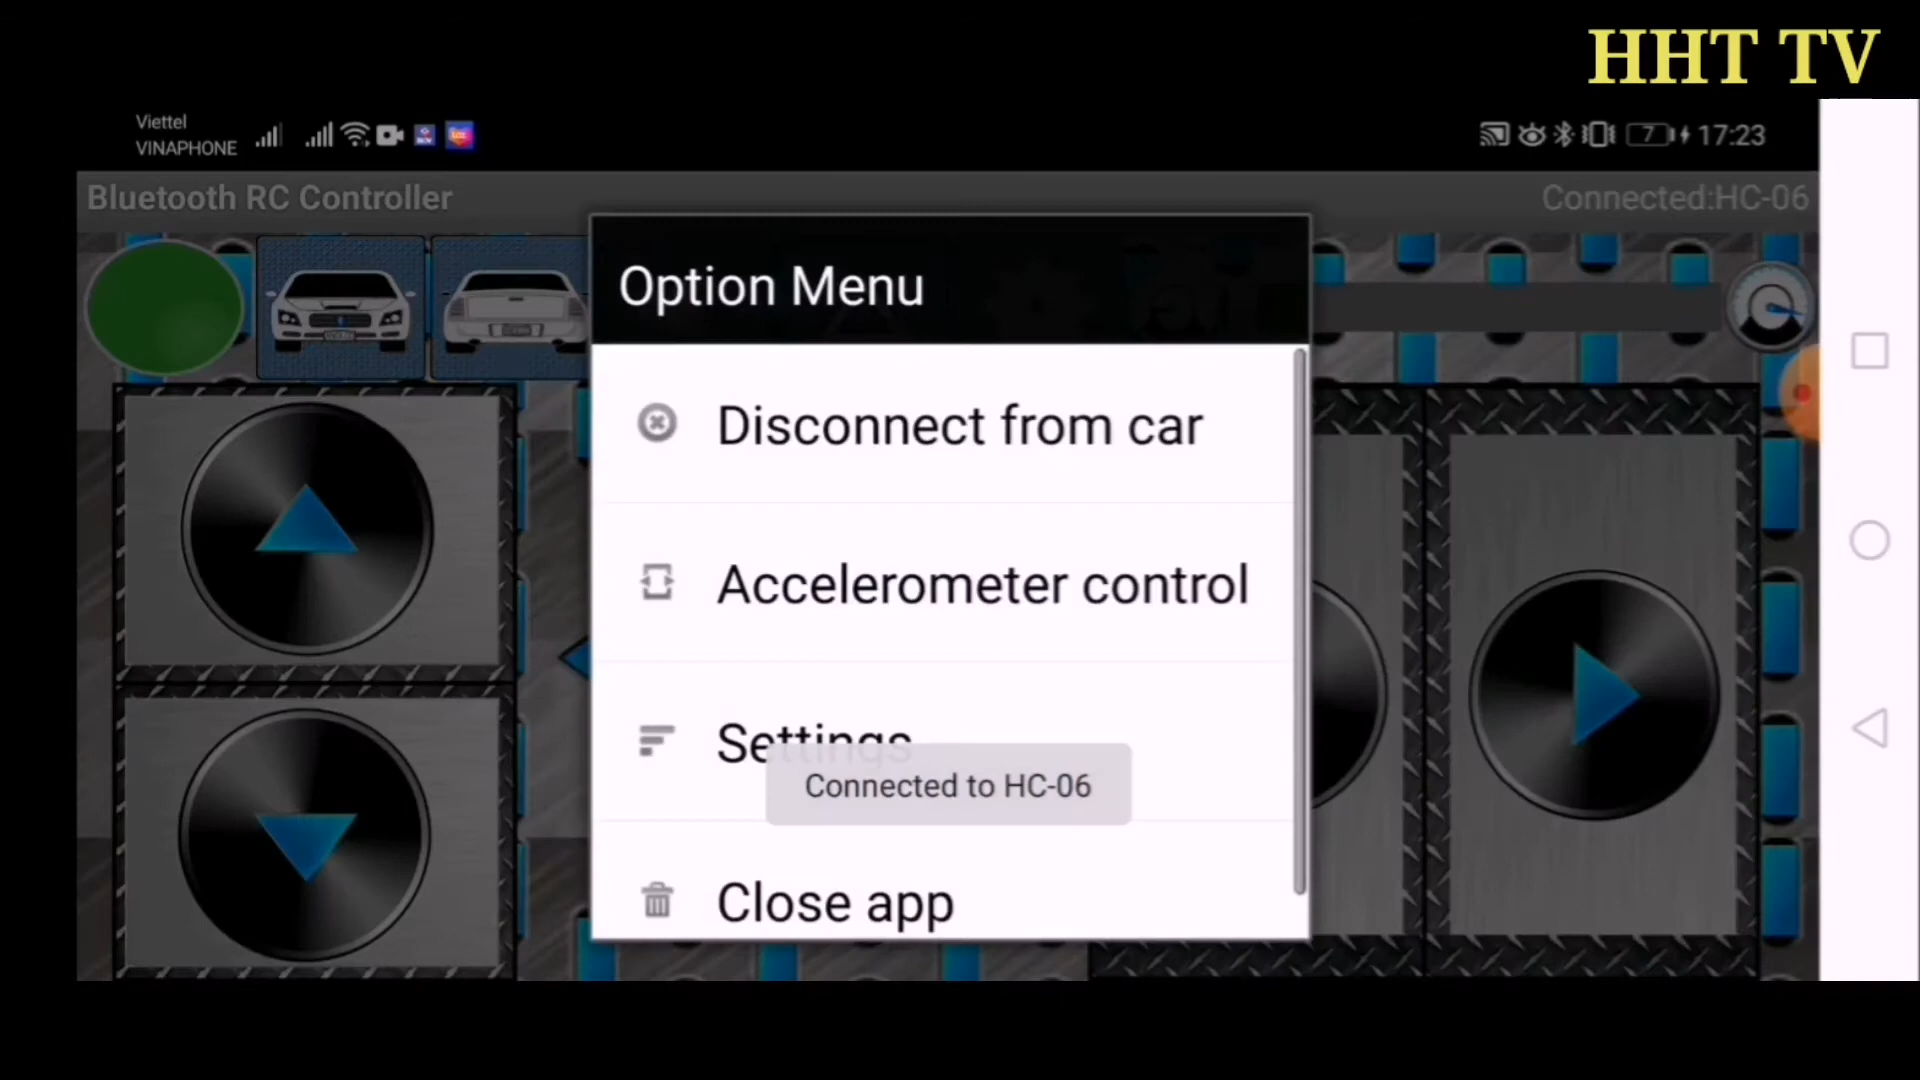 HHT TV
Viettel
VINAPHONE
7
17:23
Bluetooth RC Controller
Connected:HC-06
Option Menu
Disconnect from car
Accelerometer control
Settings
Connected to HC-06
Close app